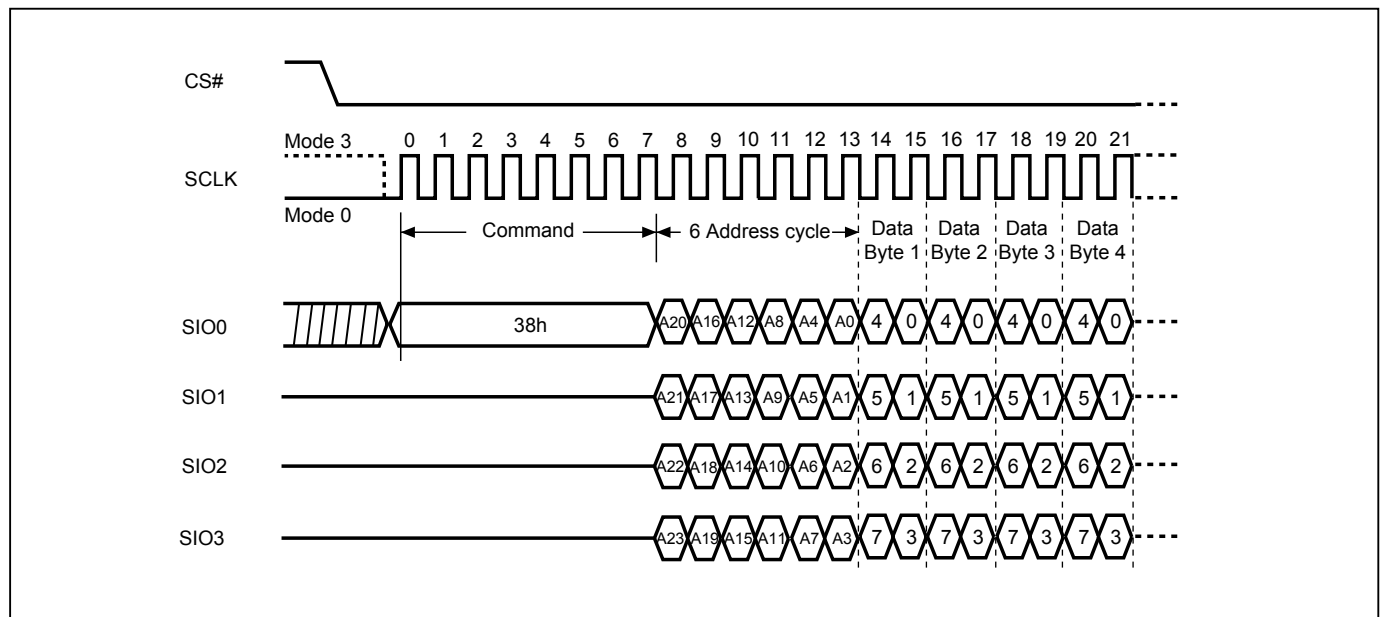 CS#
Mode 3
0 1 2 3 4 5 6 7 8 9 10 11 12 13 14 15 16 17 18 19 20 21
SCLK
Mode 0
Command
6 Address cycle
Data Byte 1
Data Byte 2
Data Byte 3
Data Byte 4
SIO0
38h
A20 A16 A12 A8 A4 A0 4 0 4 0 4 0 4 0
SIO1
A21 A17 A13 A9 A5 A1 5 1 5 1 5 1 5 1
SIO2
A22 A18 A14 A10 A6 A2 6 2 6 2 6 2 6 2
SIO3
A23 A19 A15 A11 A7 A3 7 3 7 3 7 3 7 3